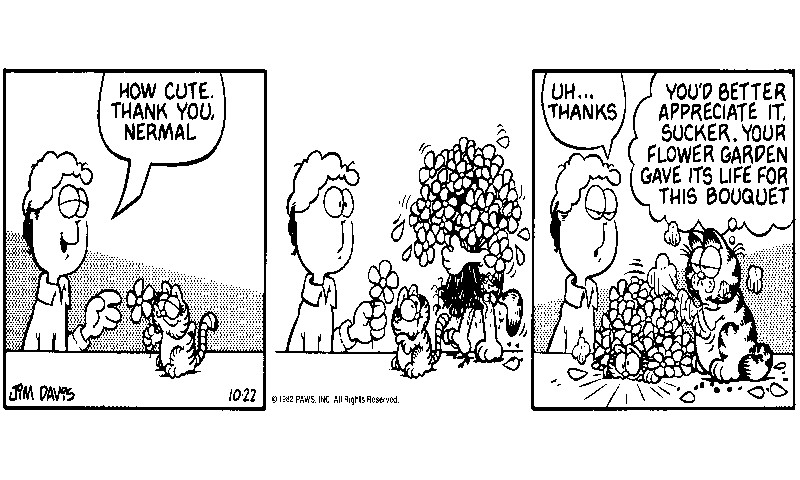 HOW CUTE.
THANK YOU,
NERMAL
JIM DAVIS
10-22
© 1982 PAWS, INC. All Rights Reserved.
UH...
THANKS
YOU'D BETTER
APPRECIATE IT,
SUCKER. YOUR
FLOWER GARDEN
GAVE ITS LIFE FOR
THIS BOUQUET